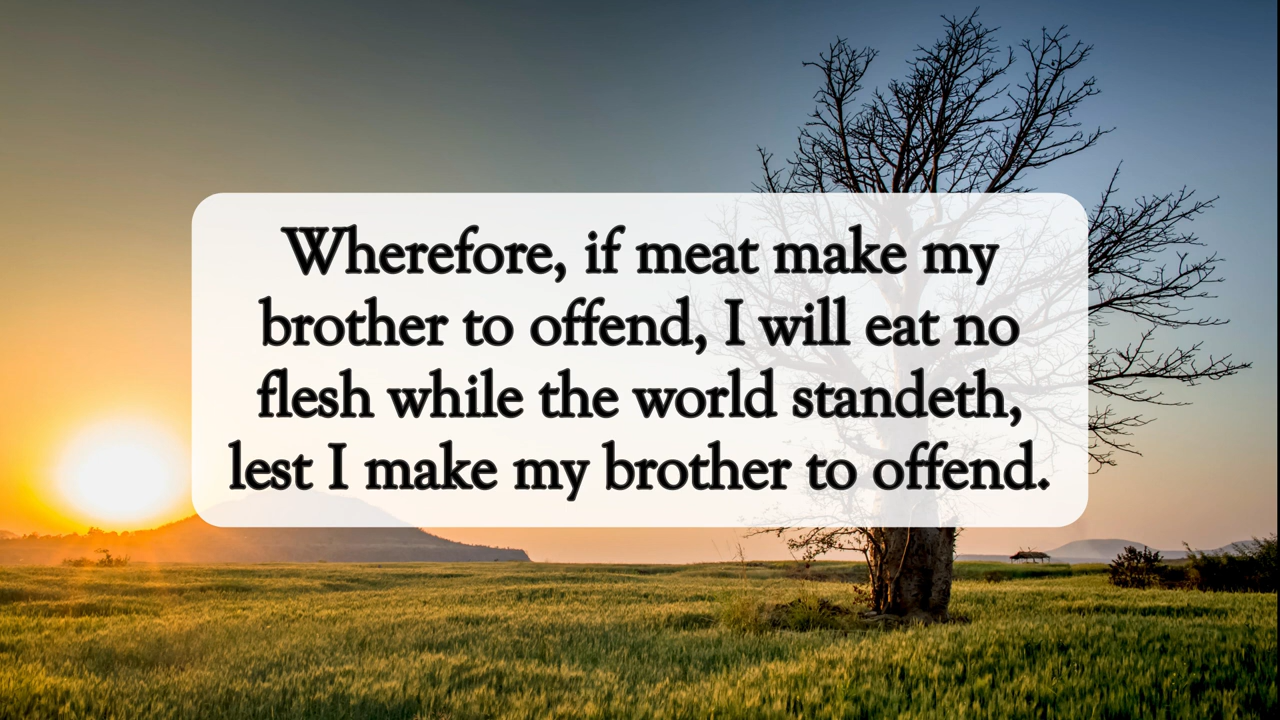 Wherefore, if meat make my
brother to offend, I will eat no
flesh while the world standeth,
lest I make my brother to offend.